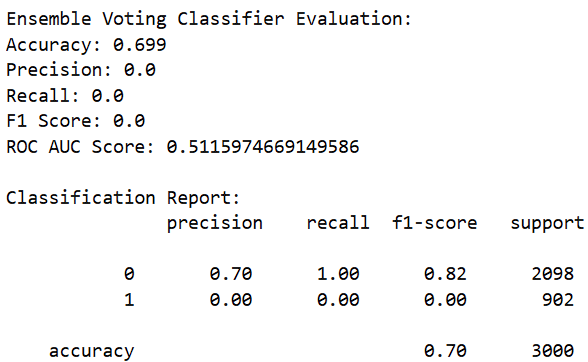 Ensemble Voting Classifier Evaluation:
Accuracy: 0.699
Precision: 0.0
Recall: 0.0
F1 Score: 0.0
ROC AUC Score: 0.5115974669149586
Classification Report:
precision recall f1-score support
0 0.70 1.00 0.82 2098
1 0.00 0.00 0.00 902
accuracy 0.70 3000